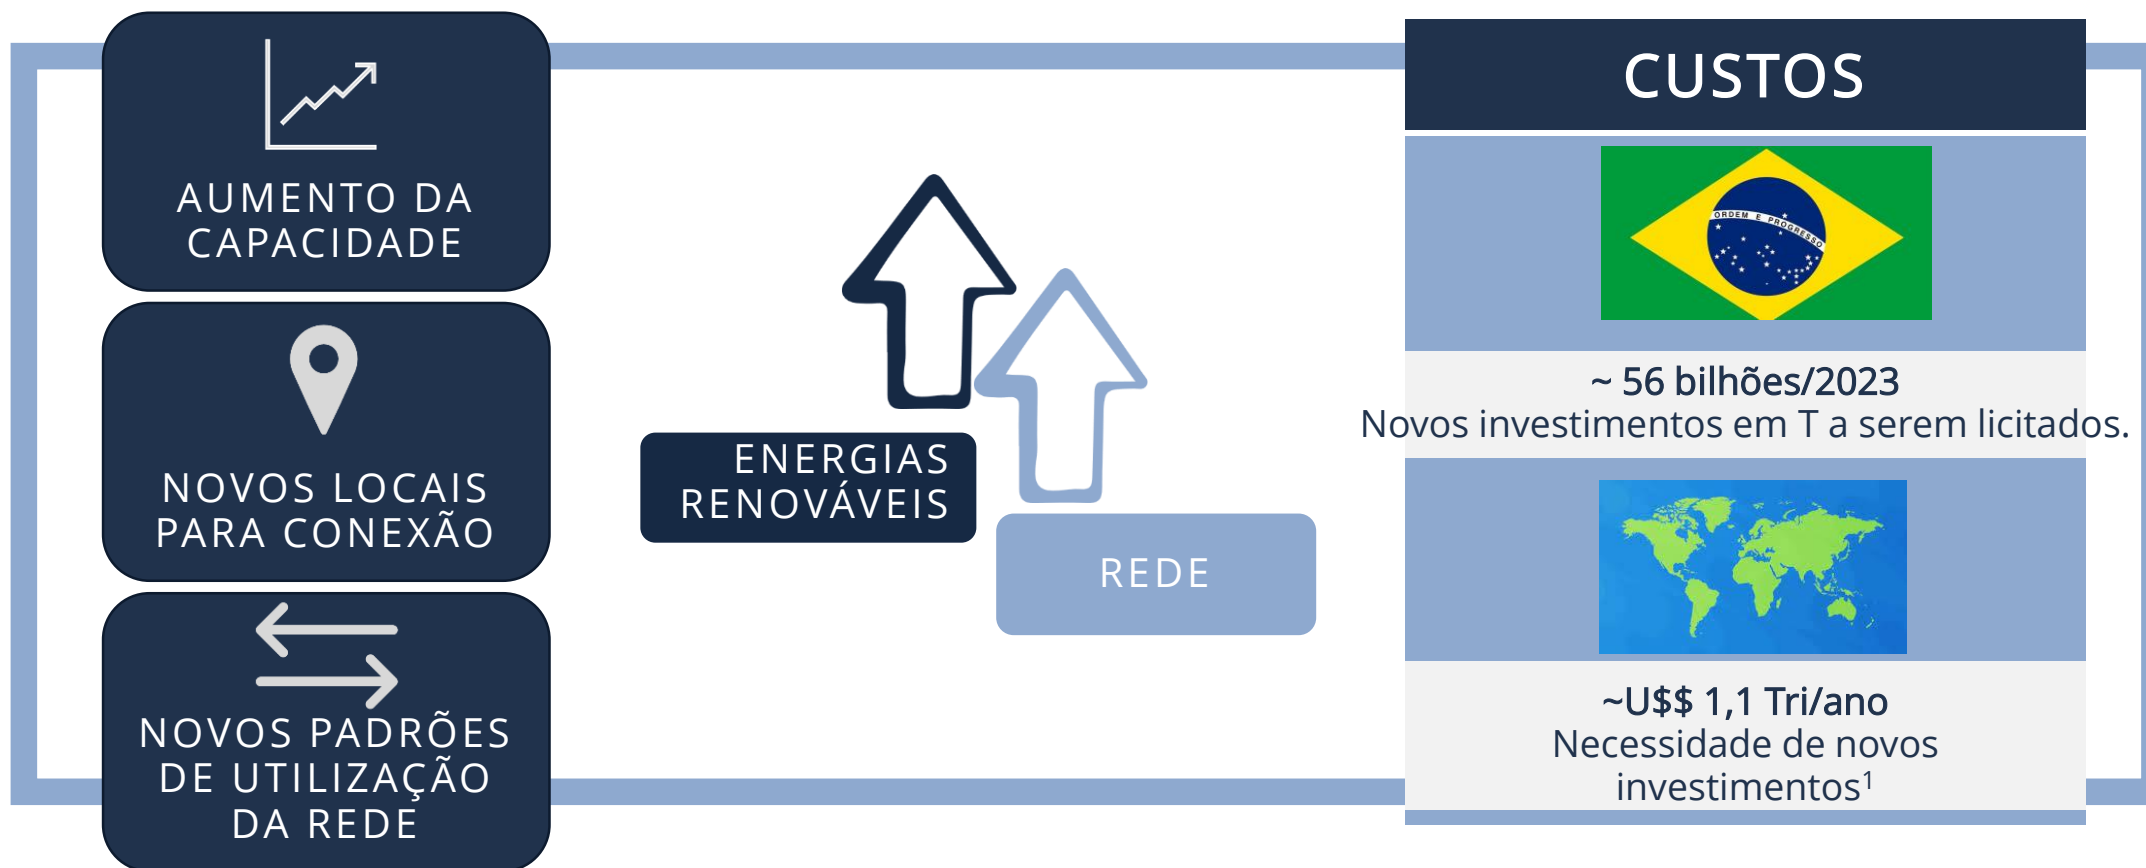 AUMENTO DA
CAPACIDADE
NOVOS LOCAIS
PARA CONEXÃO
NOVOS PADRÕES
DE UTILIZAÇÃO
DA REDE
ENERGIAS
RENOVÁVEIS
REDE
CUSTOS
ORDEM E PROGRESSO
~ 56 bilhões/2023
Novos investimentos em T a serem licitados.
~U$$ 1,1 Tri/ano
Necessidade de novos
investimentos¹